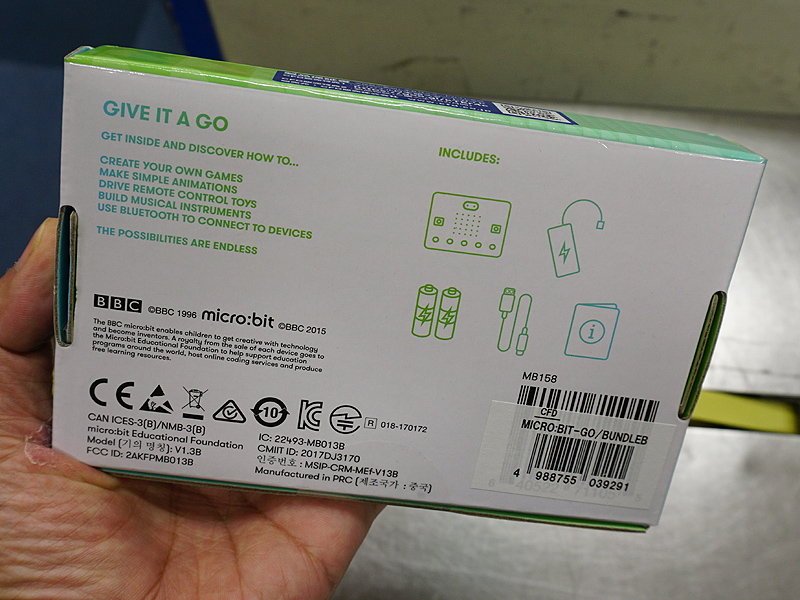 GIVE IT A GO
GET INSIDE AND DISCOVER HOW TO...
CREATE YOUR OWN GAMES
MAKE SIMPLE ANIMATIONS
DRIVE REMOTE CONTROL TOYS
BUILD MUSICAL INSTRUMENTS
USE BLUETOOTH TO CONNECT TO DEVICES
THE POSSIBILITIES ARE ENDLESS
INCLUDES:
BBC ©BBC 1996 micro:bit ©BBC 2015
The BBC micro:bit enables children to get creative with technology
and become inventors. A royalty from the sale of each device goes to
the Micro:bit Educational Foundation to help support education
programs around the world, host online coding services and produce
free learning resources.
CE 10 R 018-170172
CAN ICES-3(B)/NMB-3(B)
micro:bit Educational Foundation
Model [기의 명칭]: V1.3B
FCC ID: 2AKFPMB013B
IC: 22493-MB013B
CMIIT ID: 2017DJ3170
인증번호 : MSIP-CRM-MEf-V13B
Manufactured in PRC [제조국가 : 중국]
MB158
CFD
MICRO:BIT-GO/BUNDLEB
4 988755 039291